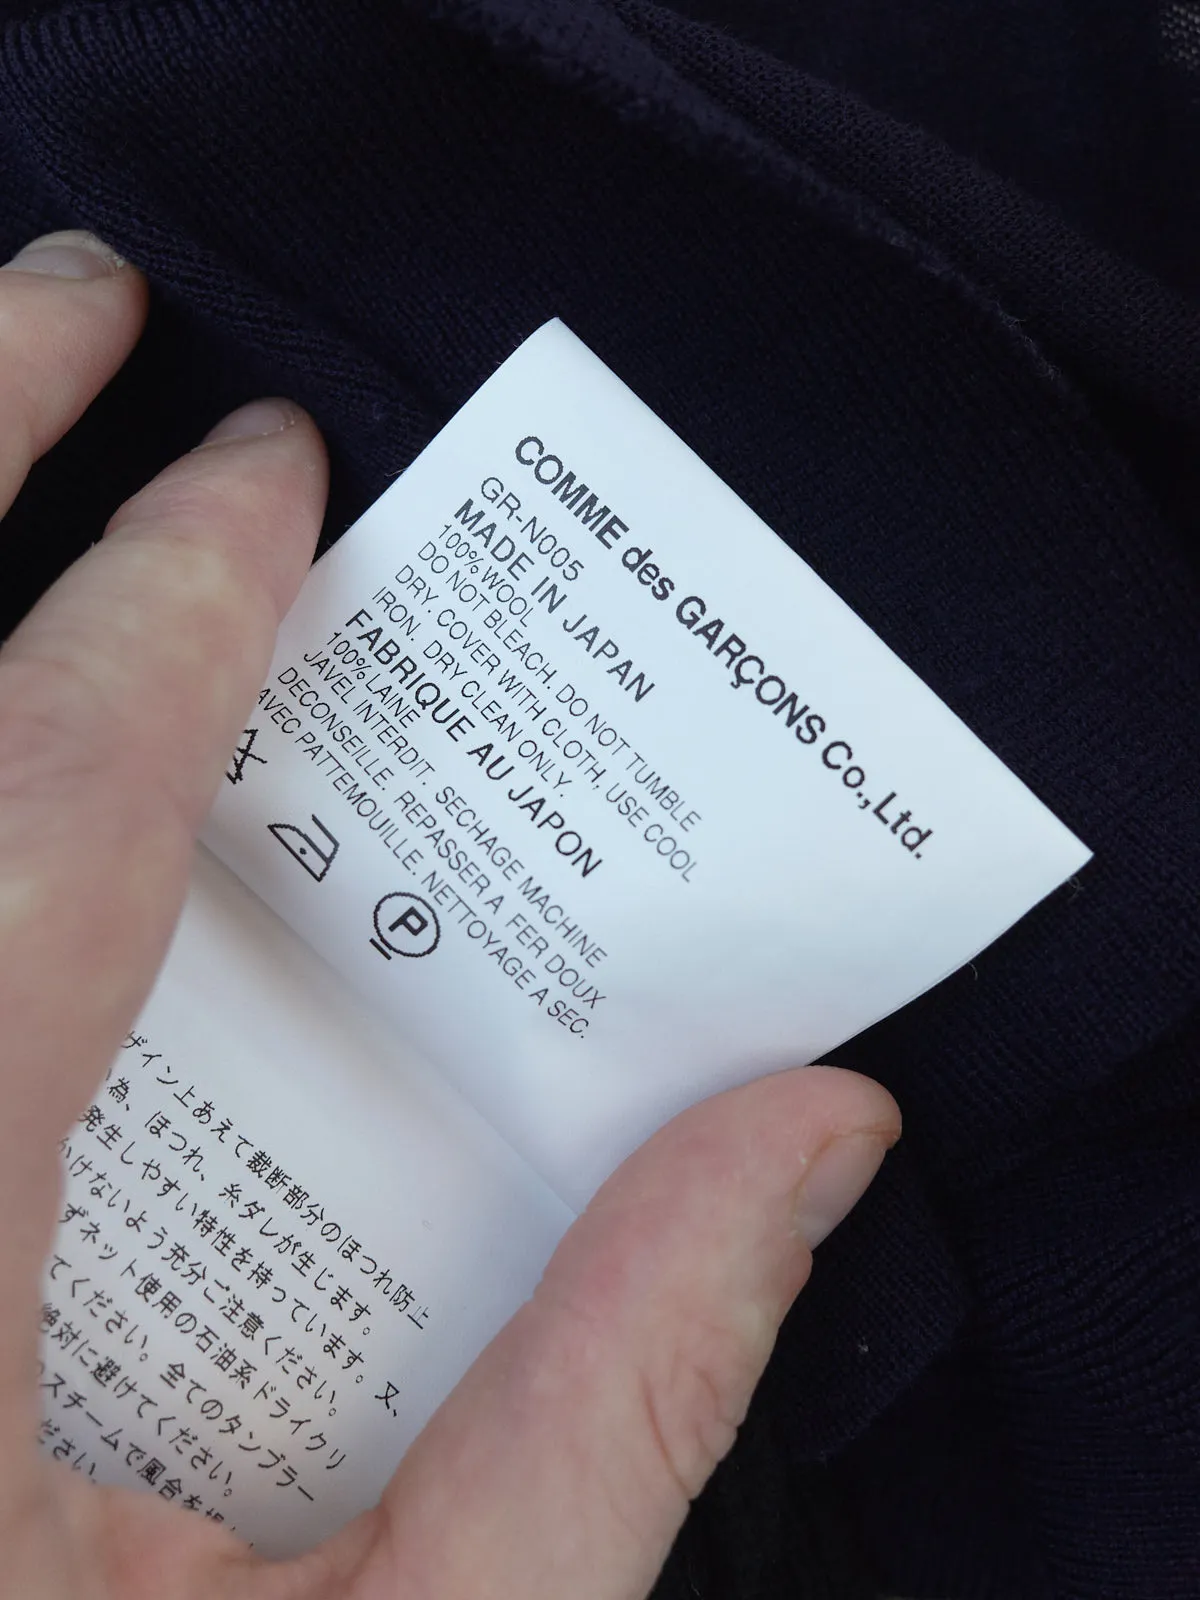 COMME des GARÇONS Co., Ltd.
GR-N005
MADE IN JAPAN
100% WOOL
DO NOT BLEACH. DO NOT TUMBLE
DRY. COVER WITH CLOTH, USE COOL
IRON. DRY CLEAN ONLY.
FABRIQUE AU JAPON
100% LAINE
JAVEL INTERDIT. SECHAGE MACHINE
DECONSEILLE. REPASSER A FER DOUX
AVEC PATTEMOUILLE. NETTOYAGE A SEC.
P
ザイン上あえて裁断部分のほつれ防止
為、ほつれ、糸ダレが生じます。
発生しやすい特性を持っています。又、
かけないよう充分ご注意ください。
ずネット使用の石油系ドライクリ
てください。全てのタンブラー
絶対に避けてください。
スチームで風合を
ださい。